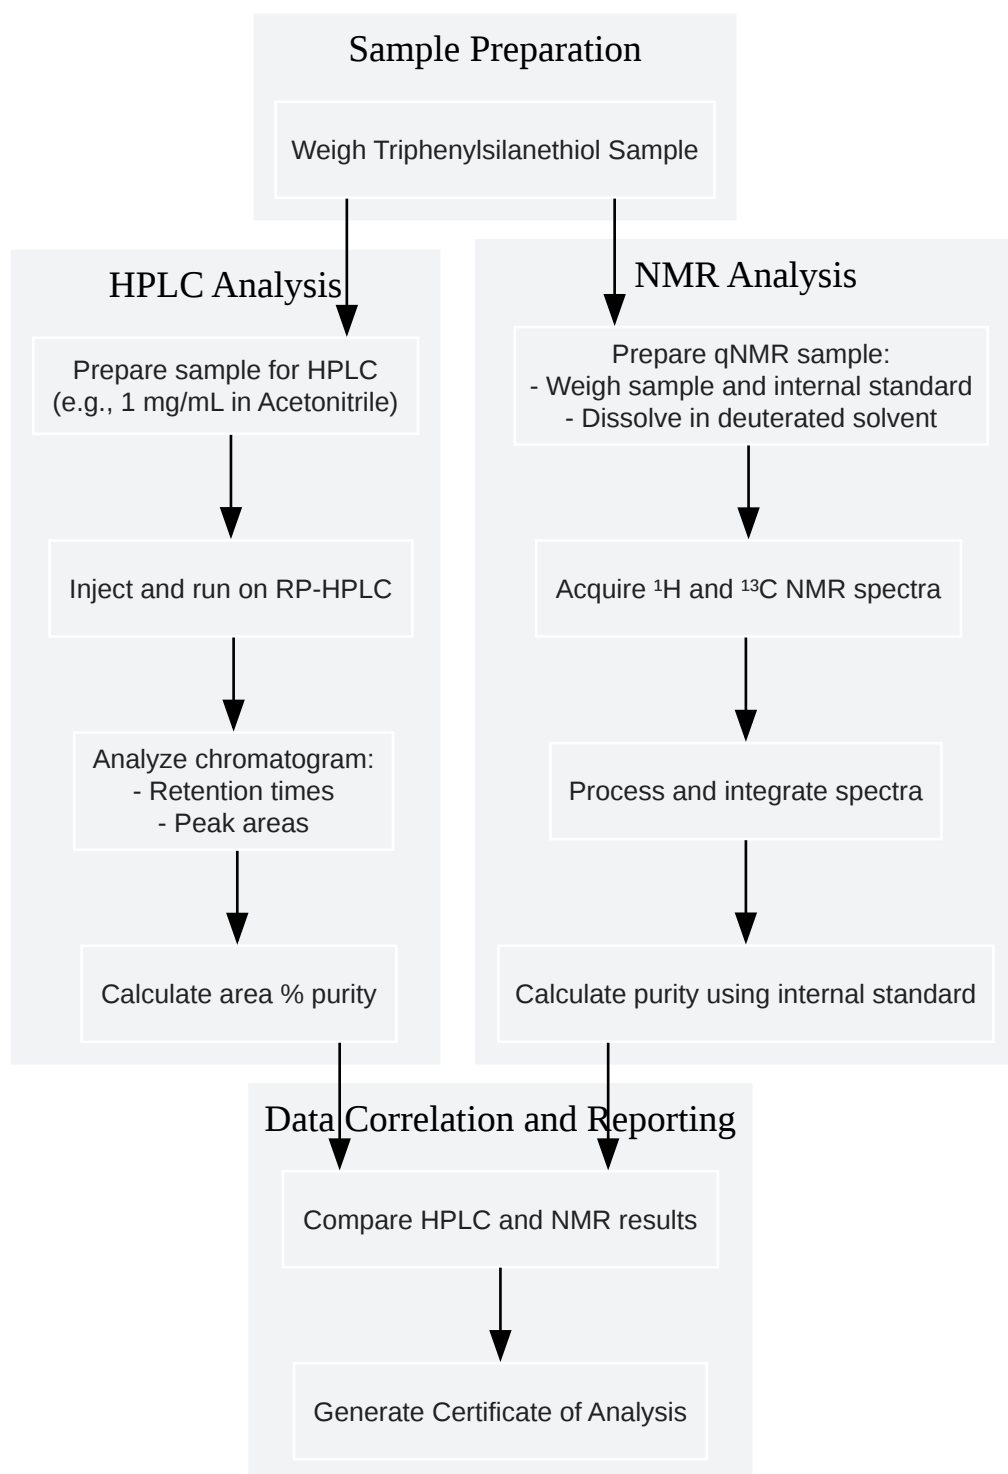 Sample Preparation
Weigh Triphenylsilanethiol Sample
HPLC Analysis
Prepare sample for HPLC
(e.g., 1 mg/mL in Acetonitrile)
Inject and run on RP-HPLC
Analyze chromatogram:
- Retention times
- Peak areas
Calculate area % purity
NMR Analysis
Prepare qNMR sample:
- Weigh sample and internal standard
- Dissolve in deuterated solvent
Acquire ¹H and ¹³C NMR spectra
Process and integrate spectra
Calculate purity using internal standard
Data Correlation and Reporting
Compare HPLC and NMR results
Generate Certificate of Analysis